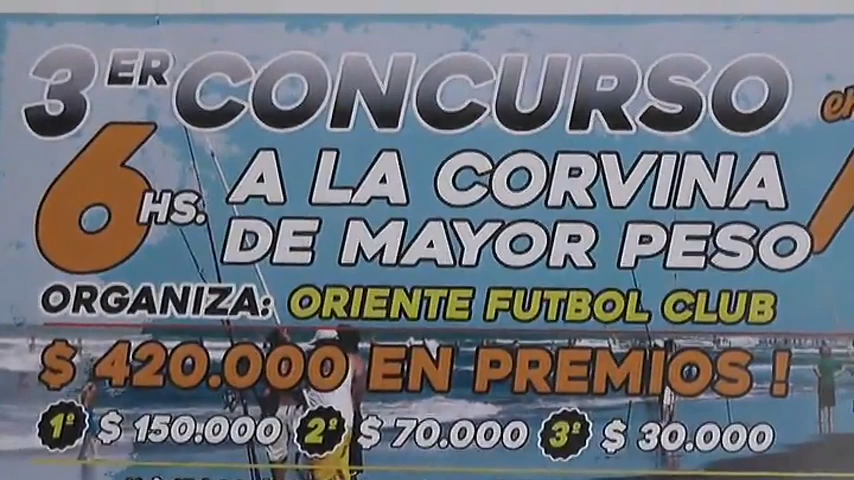 3ER CONCURSO
6HS. A LA CORVINA
DE MAYOR PESO
ORGANIZA: ORIENTE FUTBOL CLUB
$ 420.000 EN PREMIOS !
1º $ 150.000 2º $ 70.000 3º $ 30.000